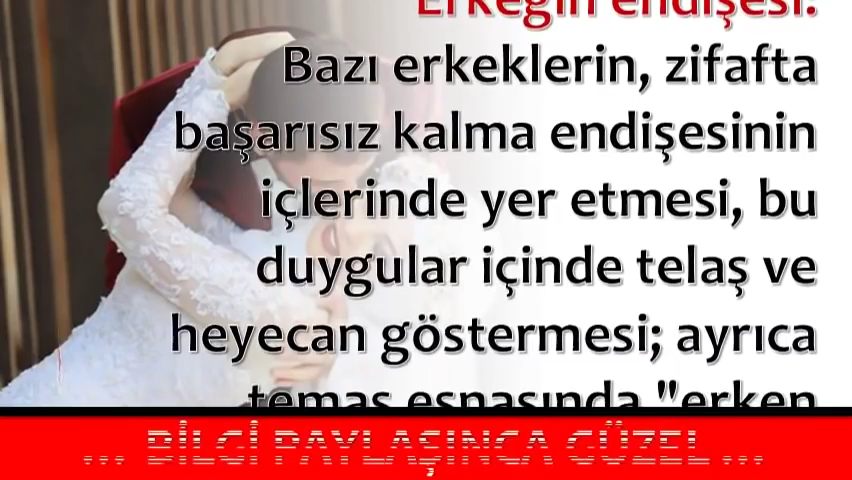 Erkeğin endişesi:
Bazı erkeklerin, zifafta
başarısız kalma endişesinin
içlerinde yer etmesi, bu
duygular içinde telaş ve
heyecan göstermesi; ayrıca
temas esnasında "erken
... BİLGİ PAYLAŞINCA GÜZEL ...